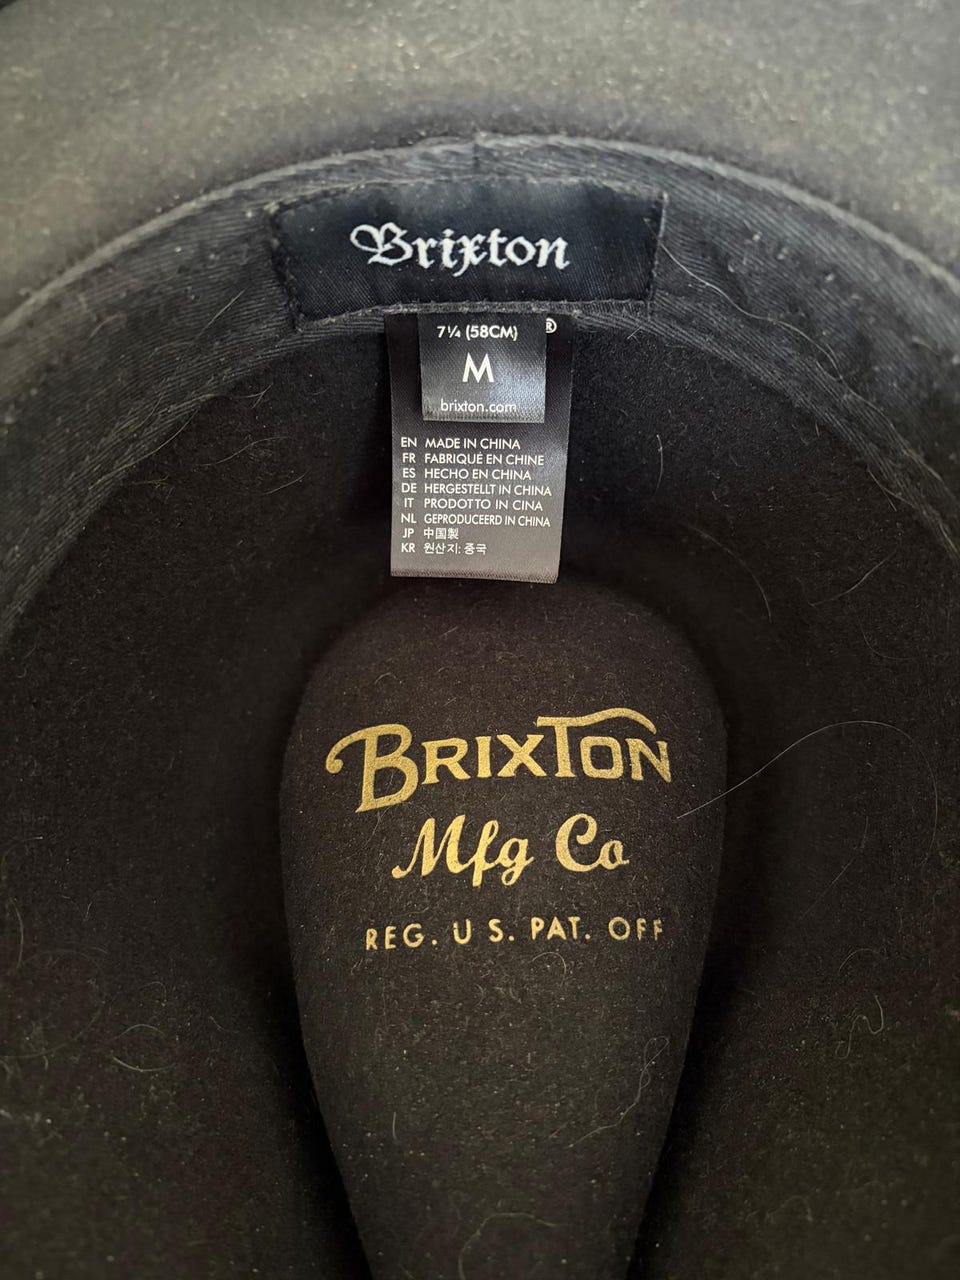 Brixton
7 1/4 (58CM) ®
M
brixton.com
EN MADE IN CHINA
FR FABRIQUÉ EN CHINE
ES HECHO EN CHINA
DE HERGESTELLT IN CHINA
IT PRODOTTO IN CINA
NL GEPRODUCEERD IN CHINA
JP 中国製
KR 원산지: 중국
BRIXTON
Mfg Co
REG. U S. PAT. OFF